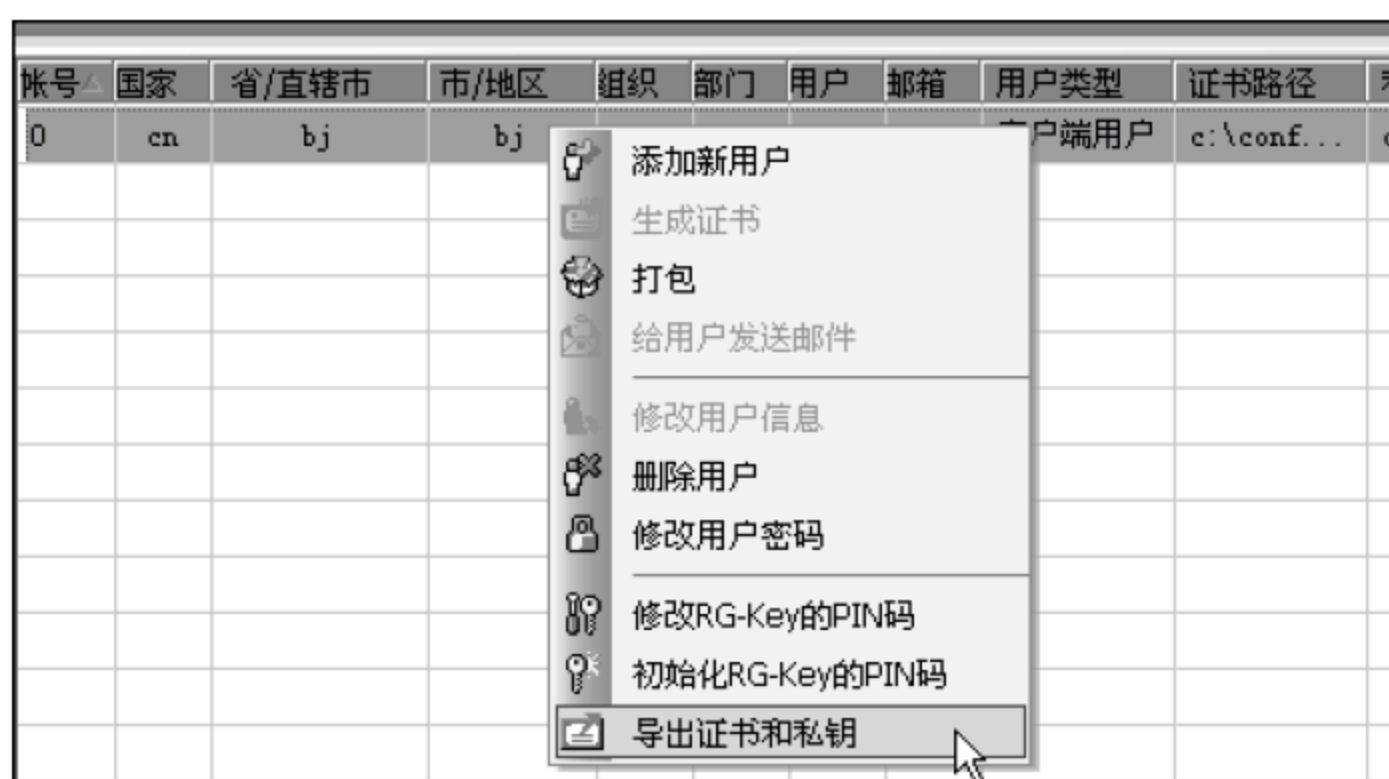 帐号 国家 省/直辖市 市/地区 组织 部门 用户 邮箱 用户类型 证书路径
0 cn bj bj 户端用户 c:\conf...
添加新用户
生成证书
打包
给用户发送邮件
修改用户信息
删除用户
修改用户密码
修改RG-Key的PIN码
初始化RG-Key的PIN码
导出证书和私钥